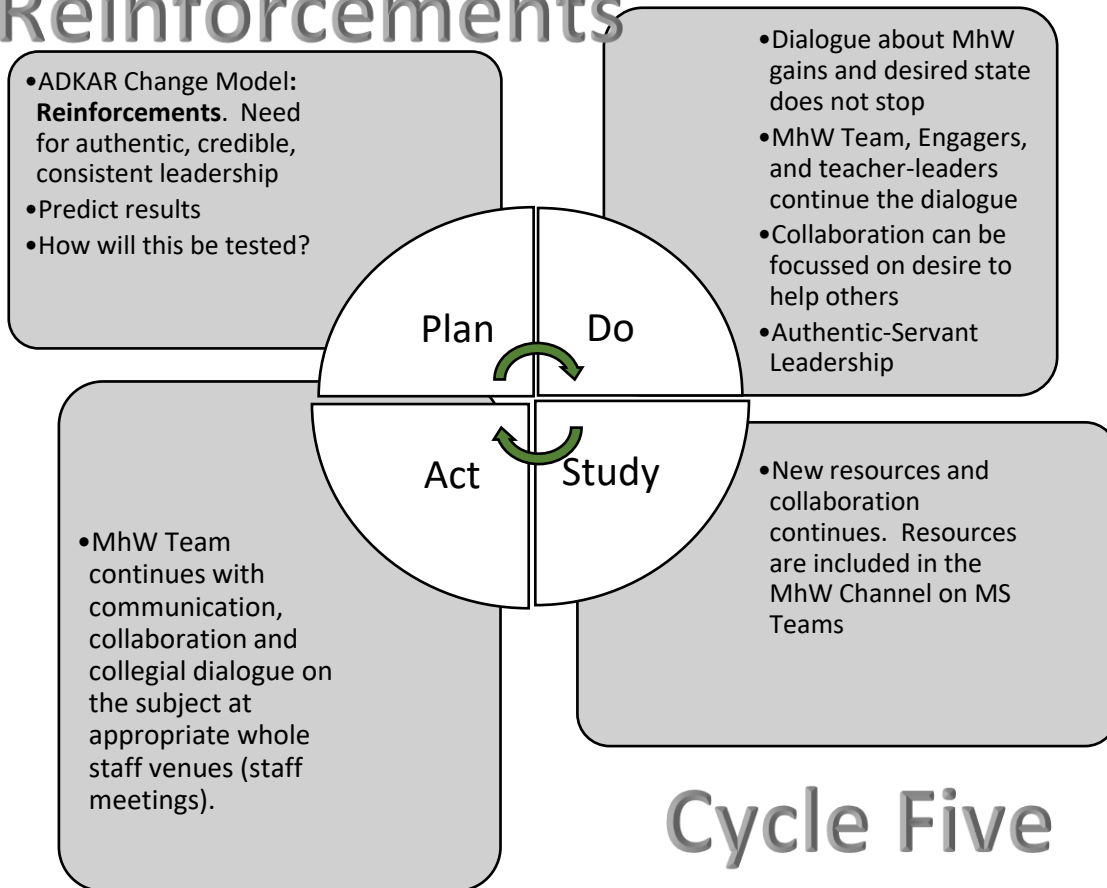 Reinforcements
•ADKAR Change Model:
Reinforcements.  Need
for authentic, credible,
consistent leadership
•Predict results
•How will this be tested?
•Dialogue about MhW
gains and desired state
does not stop
•MhW Team, Engagers,
and teacher-leaders
continue the dialogue
•Collaboration can be
focussed on desire to
help others
•Authentic-Servant
Leadership
Plan
Do
Act
Study
•MhW Team
continues with
communication,
collaboration and
collegial dialogue on
the subject at
appropriate whole
staff venues (staff
meetings).
•New resources and
collaboration
continues.  Resources
are included in the
MhW Channel on MS
Teams
Cycle Five